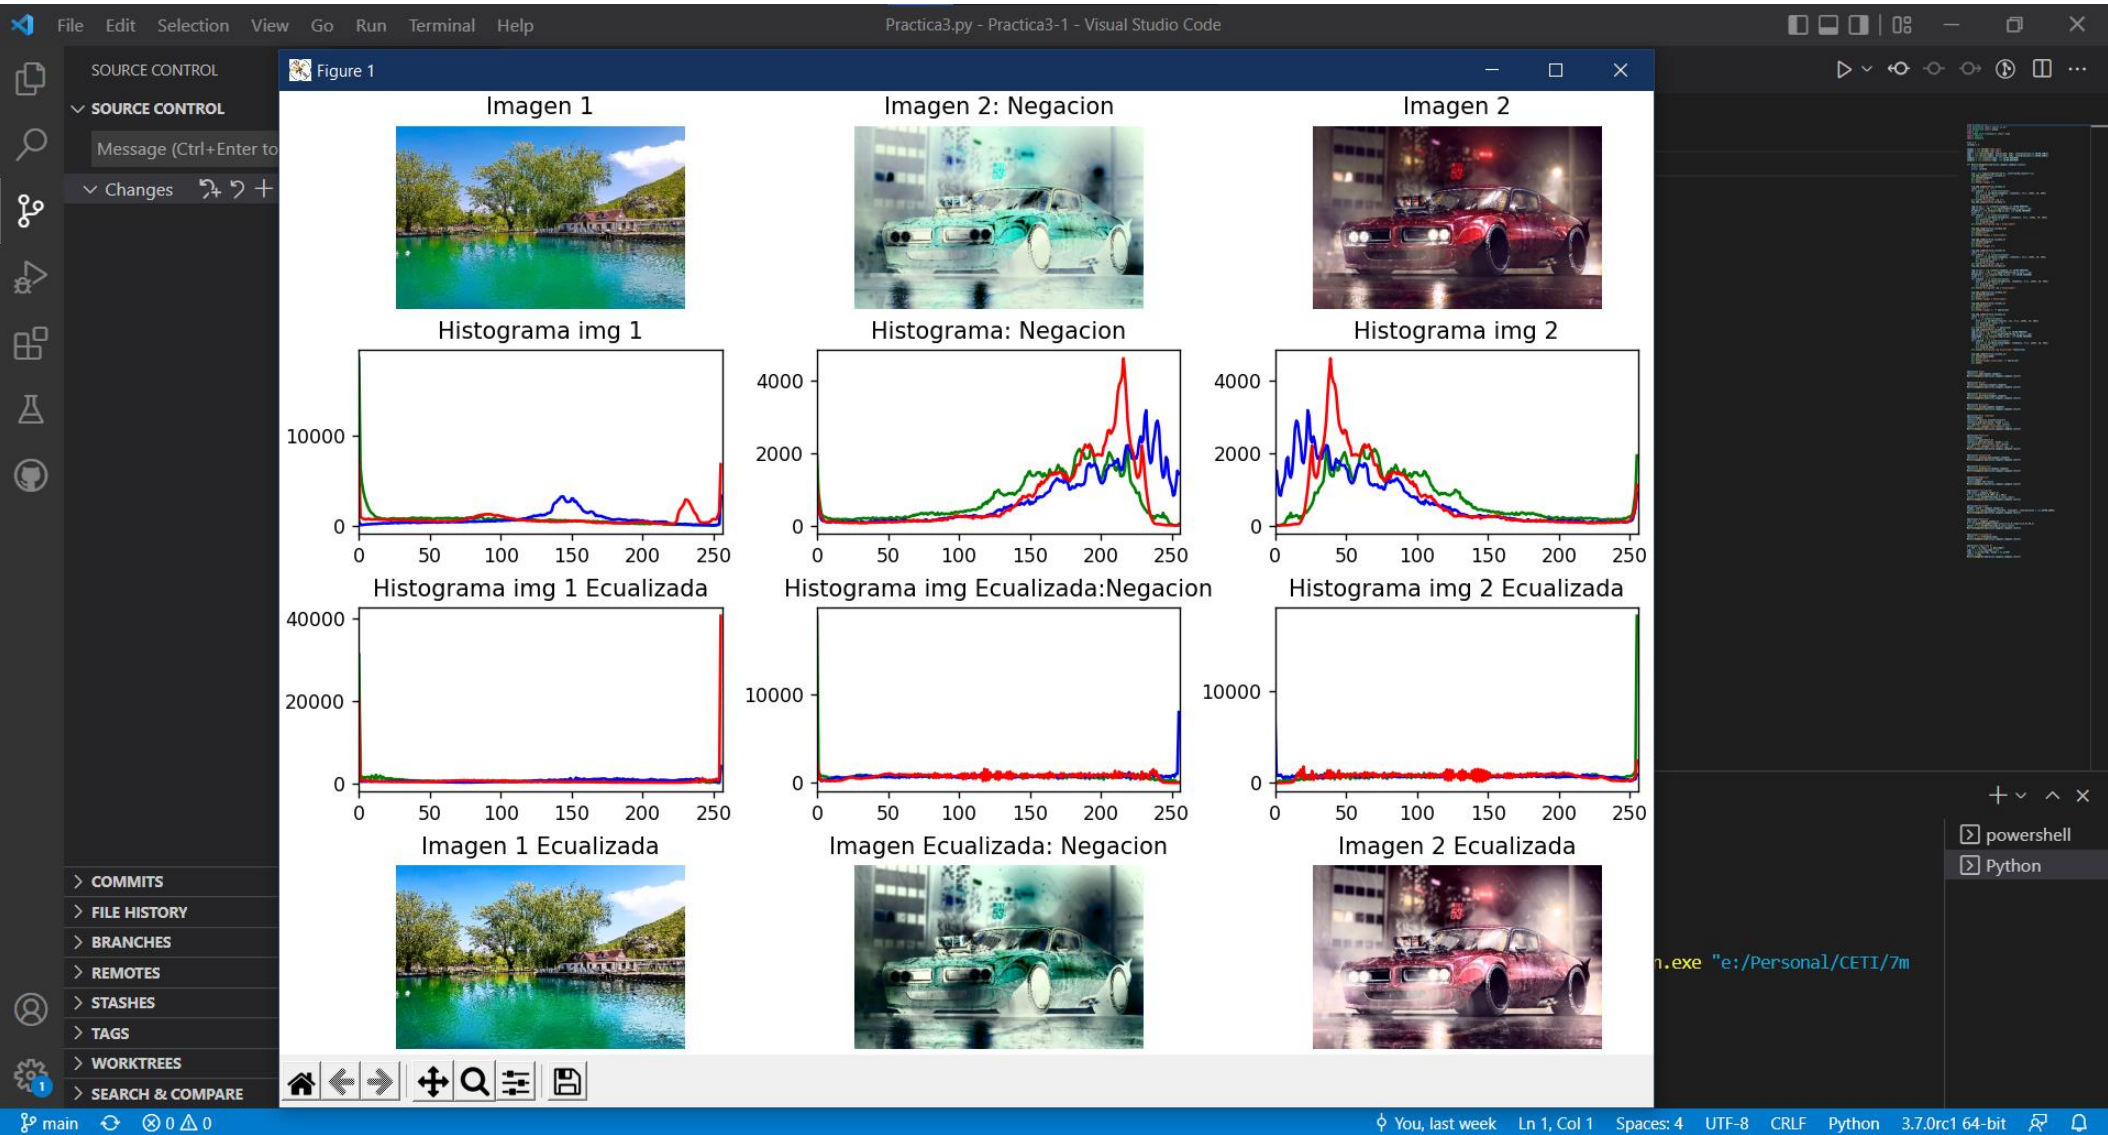 File Edit Selection View Go Run Terminal Help
Practica3.py - Practica3-1 - Visual Studio Code
SOURCE CONTROL
SOURCE CONTROL
Message (Ctrl+Enter to
Changes
COMMITS
FILE HISTORY
BRANCHES
REMOTES
STASHES
TAGS
WORKTREES
SEARCH & COMPARE
1
Figure 1
Imagen 1
Imagen 2: Negacion
Imagen 2
Histograma img 1
10000
0
0 50 100 150 200 250
Histograma: Negacion
4000
2000
0
0 50 100 150 200 250
Histograma img 2
4000
2000
0
0 50 100 150 200 250
Histograma img 1 Ecualizada
40000
20000
0
0 50 100 150 200 250
Histograma img Ecualizada:Negacion
10000
0
0 50 100 150 200 250
Histograma img 2 Ecualizada
10000
0
0 50 100 150 200 250
Imagen 1 Ecualizada
Imagen Ecualizada: Negacion
Imagen 2 Ecualizada
powershell
Python
n.exe "e:/Personal/CETI/7m
main 0 0
You, last week Ln 1, Col 1 Spaces: 4 UTF-8 CRLF Python 3.7.0rc1 64-bit